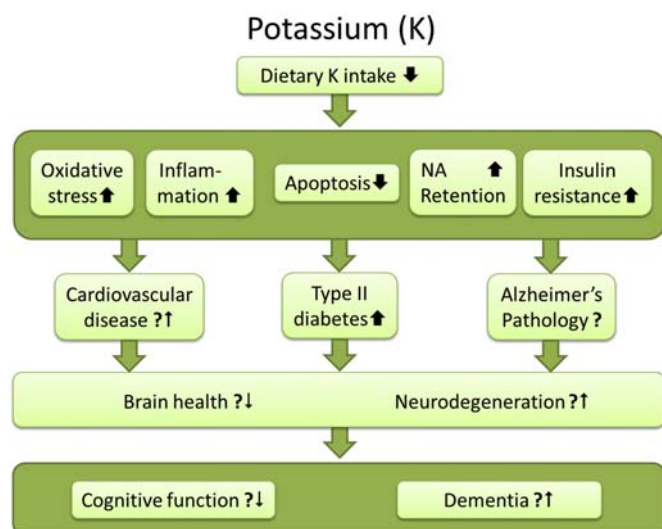 Potassium (K)
Dietary K intake 🡇
Oxidative
stress 🡅
Inflam-
mation 🡅
Apoptosis 🡇
NA 🡅
Retention
Insulin
resistance 🡅
Cardiovascular
disease ?↑
Type II
diabetes 🡅
Alzheimer's
Pathology ?
Brain health ?↓
Neurodegeneration ?↑
Cognitive function ?↓
Dementia ?↑